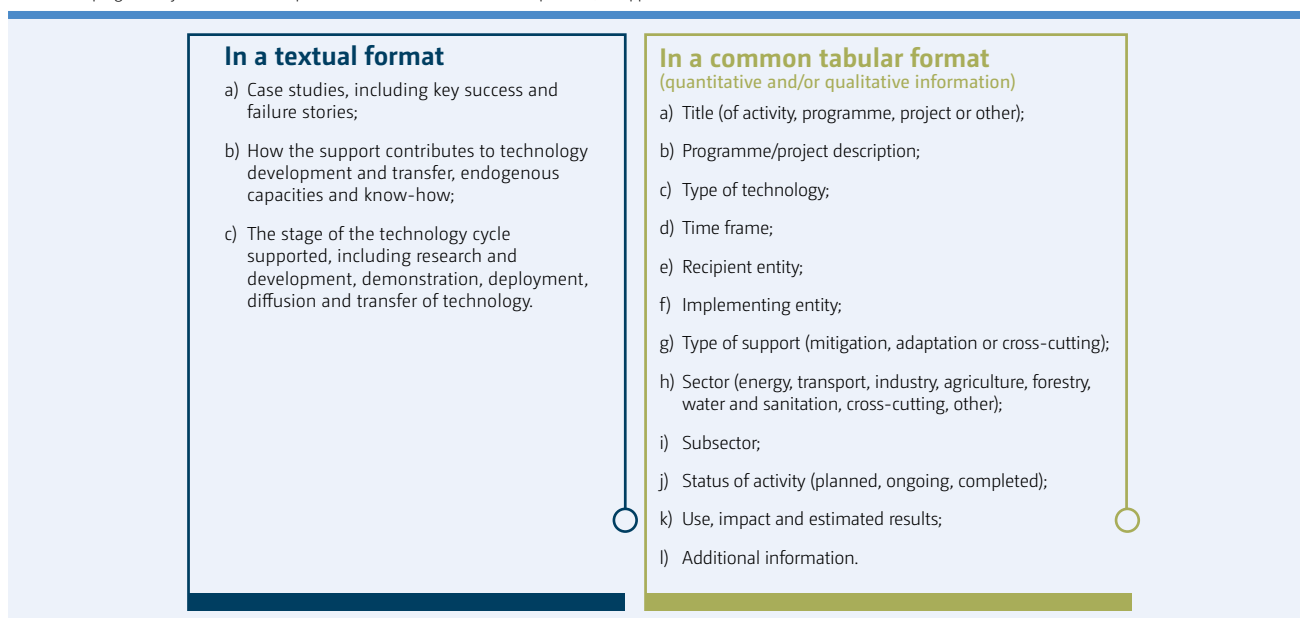 In a textual format
a) Case studies, including key success and
failure stories;
b) How the support contributes to technology
development and transfer, endogenous
capacities and know-how;
c) The stage of the technology cycle
supported, including research and
development, demonstration, deployment,
diffusion and transfer of technology.
In a common tabular format
(quantitative and/or qualitative information)
a) Title (of activity, programme, project or other);
b) Programme/project description;
c) Type of technology;
d) Time frame;
e) Recipient entity;
f) Implementing entity;
g) Type of support (mitigation, adaptation or cross-cutting);
h) Sector (energy, transport, industry, agriculture, forestry,
water and sanitation, cross-cutting, other);
i) Subsector;
j) Status of activity (planned, ongoing, completed);
k) Use, impact and estimated results;
l) Additional information.